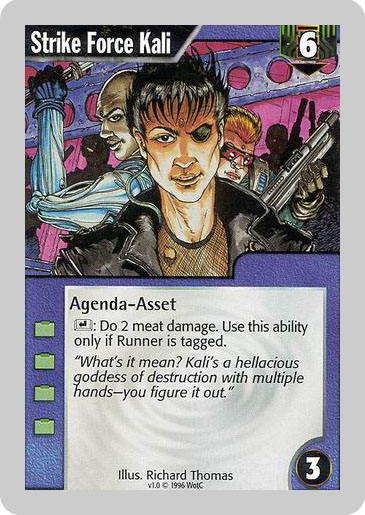 Strike Force Kali
6
Agenda–Asset
: Do 2 meat damage. Use this ability
only if Runner is tagged.
"What's it mean? Kali's a hellacious
goddess of destruction with multiple
hands—you figure it out."
3
Illus. Richard Thomas
v1.0 © 1996 WotC